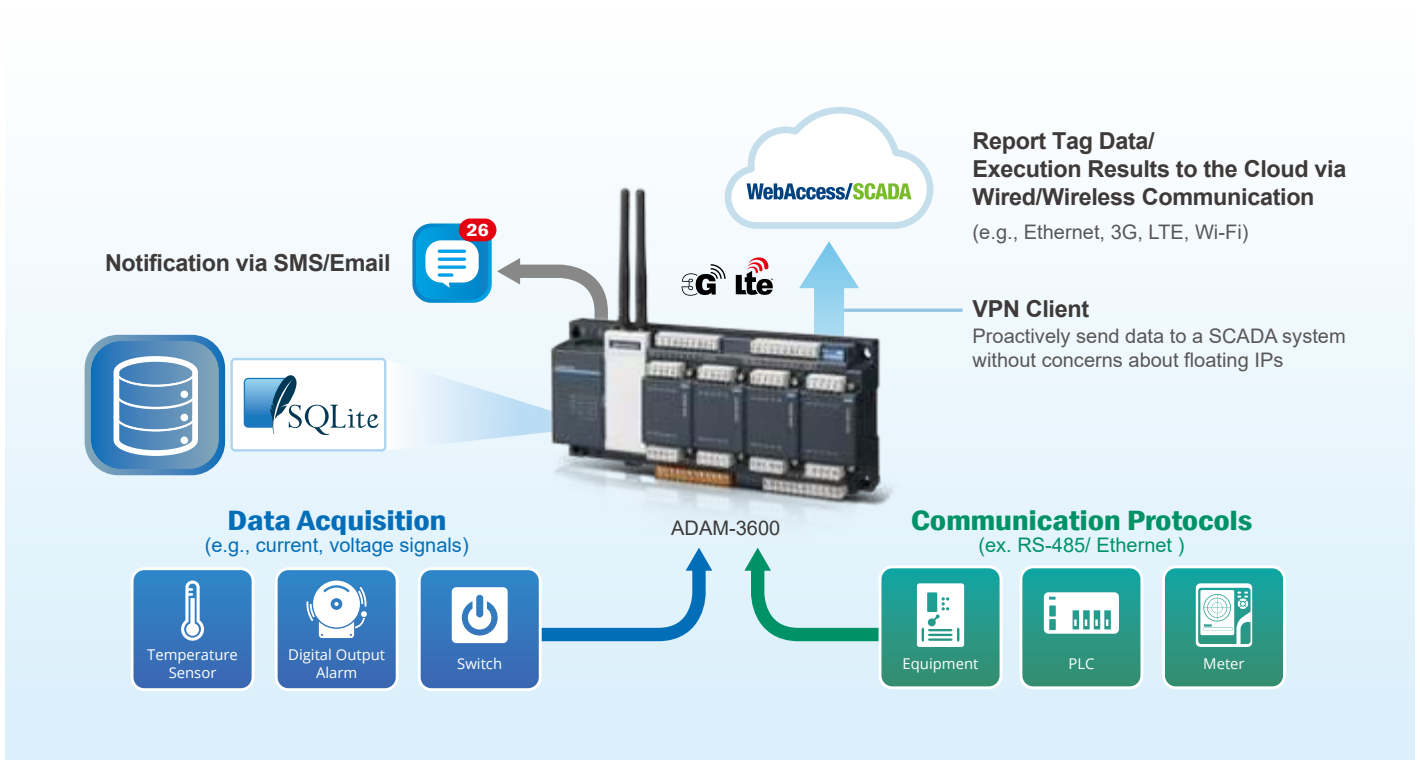 Report Tag Data/
Execution Results to the Cloud via
Wired/Wireless Communication
(e.g., Ethernet, 3G, LTE, Wi-Fi)
WebAccess/SCADA
26
Notification via SMS/Email
3G Lte
VPN Client
Proactively send data to a SCADA system
without concerns about floating IPs
SQLite
ADAM-3600
Data Acquisition
(e.g., current, voltage signals)
Temperature
Sensor
Digital Output
Alarm
Switch
Communication Protocols
(ex. RS-485/ Ethernet )
Equipment
PLC
Meter